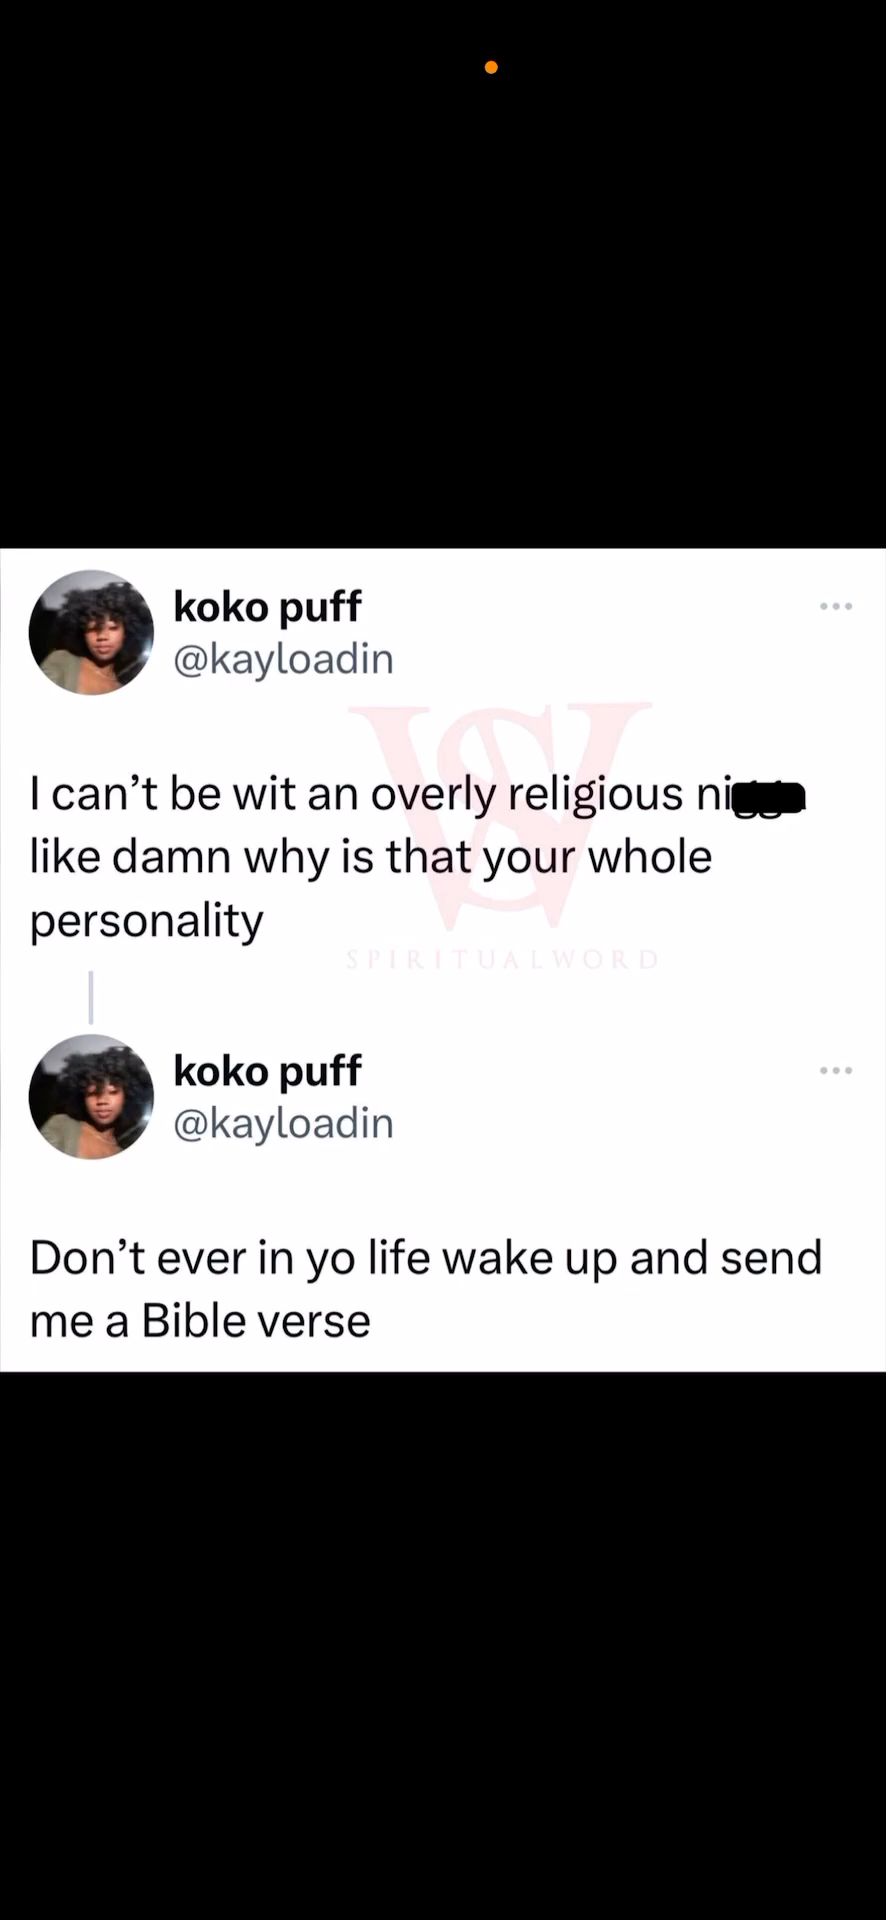 koko puff
@kayloadin
I can’t be wit an overly religious ni
like damn why is that your whole
personality
SW
SPIRITUALWORD
koko puff
@kayloadin
Don’t ever in yo life wake up and send
me a Bible verse